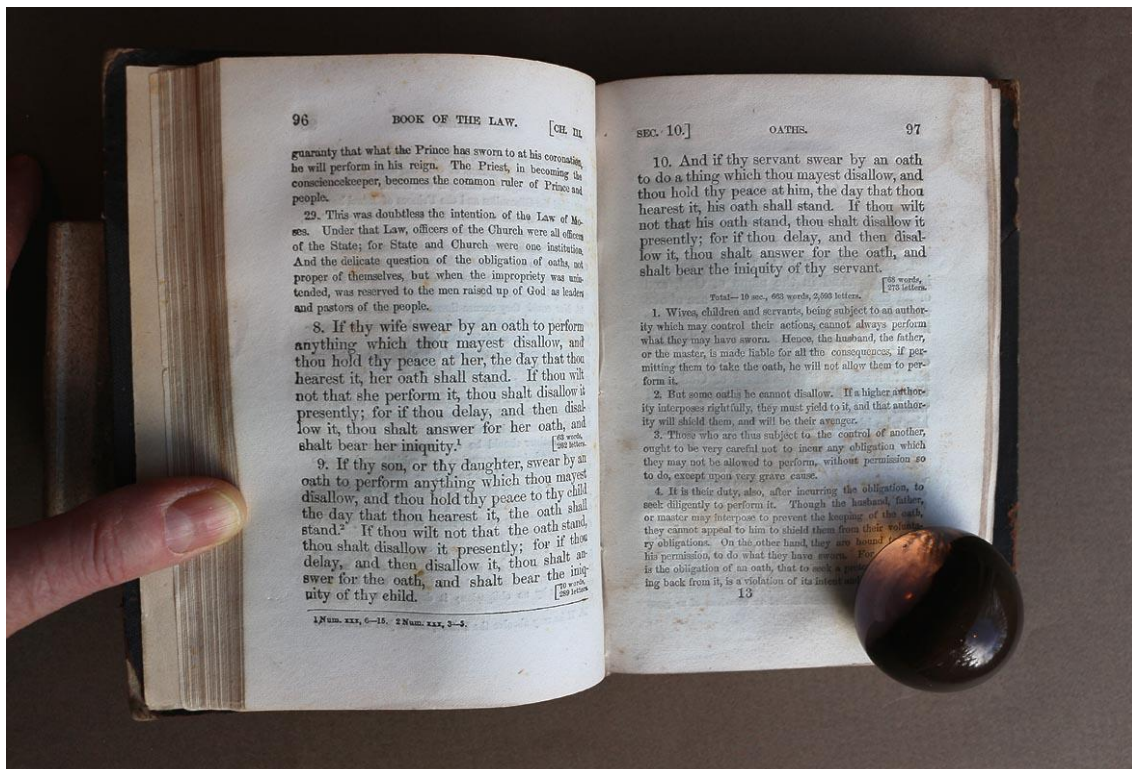 96 BOOK OF THE LAW. [CH. III.
guaranty that what the Prince has sworn to at his coronation,
he will perform in his reign. The Priest, in becoming the
consciencekeeper, becomes the common ruler of Prince and
people.
29. This was doubtless the intention of the Law of Mo-
ses. Under that Law, officers of the Church were all officers
of the State; for State and Church were one institution.
And the delicate question of the obligation of oaths, not
proper of themselves, but when the impropriety was unin-
tended, was reserved to the men raised up of God as leaders
and pastors of the people.
8. If thy wife swear by an oath to perform
anything which thou mayest disallow, and
thou hold thy peace at her, the day that thou
hearest it, her oath shall stand. If thou wilt
not that she perform it, thou shalt disallow it
presently; for if thou delay, and then disal-
low it, thou shalt answer for her oath, and
shalt bear her iniquity.¹ [63 words,
262 letters.
9. If thy son, or thy daughter, swear by an
oath to perform anything which thou mayest
disallow, and thou hold thy peace to thy child
the day that thou hearest it, the oath shall
stand.² If thou wilt not that the oath stand,
thou shalt disallow it presently; for if thou
delay, and then disallow it, thou shalt an-
swer for the oath, and shalt bear the iniq-
uity of thy child. [70 words,
289 letters.
1 Num. xxx, 6—15. 2 Num. xxx, 3—5.
SEC. 10.] OATHS. 97
10. And if thy servant swear by an oath
to do a thing which thou mayest disallow, and
thou hold thy peace at him, the day that thou
hearest it, his oath shall stand. If thou wilt
not that his oath stand, thou shalt disallow it
presently; for if thou delay, and then disal-
low it, thou shalt answer for the oath, and
shalt bear the iniquity of thy servant.
[68 words,
275 letters.
Total—10 sec., 663 words, 2,593 letters.
1. Wives, children and servants, being subject to an author-
ity which may control their actions, cannot always perform
what they may have sworn. Hence, the husband, the father,
or the master, is made liable for all the consequences, if per-
mitting them to take the oath, he will not allow them to per-
form it.
2. But some oaths he cannot disallow. If a higher author-
ity interposes rightfully, they must yield to it, and that author-
ity will shield them, and will be their avenger.
3. Those who are thus subject to the control of another,
ought to be very careful not to incur any obligation which
they may not be allowed to perform, without permission so
to do, except upon very grave cause.
4. It is their duty, also, after incurring the obligation, to
seek diligently to perform it. Though the husband, father,
or master may interpose to prevent the keeping of the oath,
they cannot appeal to him to shield them from their volunta-
ry obligations. On the other hand, they are bound
his permission, to do what they have sworn. For
is the obligation of an oath, that to seek a
ing back from it, is a violation of its intent
13